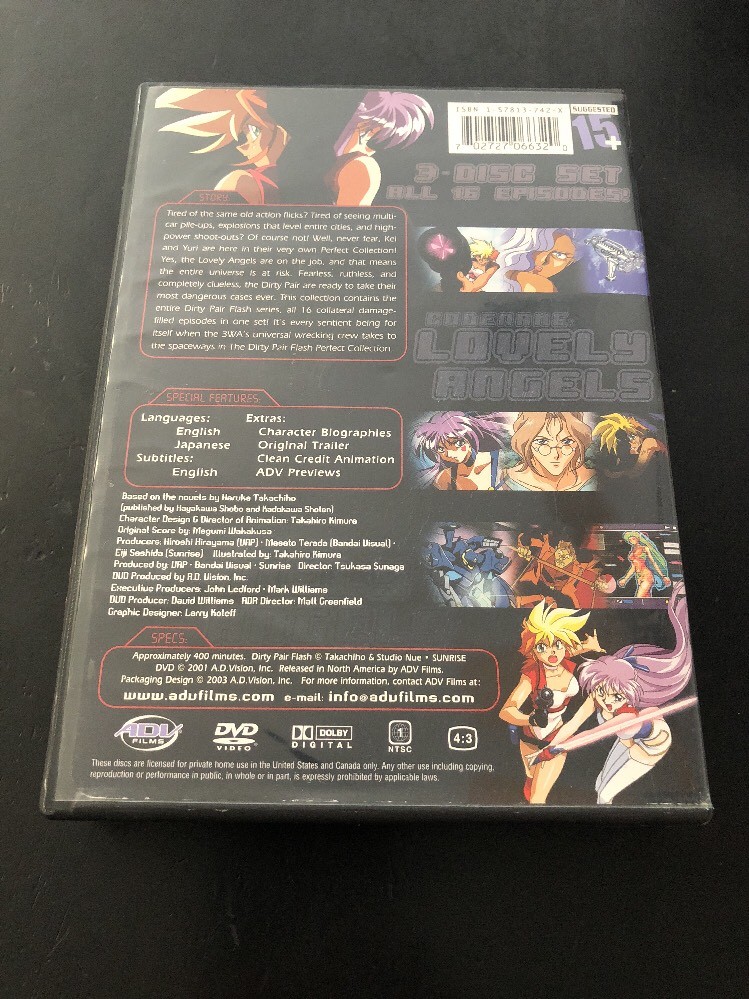 ISBN 1-57813-742-X
7 02727 06632 0
SUGGESTED
15+
3-DISC SET
ALL 16 EPISODES!
STORY
Tired of the same old action flicks? Tired of seeing multi-
car pile-ups, explosions that level entire cities, and high-
power shoot-outs? Of course not! Well, never fear, Kei
and Yuri are here in their very own Perfect Collection!
Yes, the Lovely Angels are on the job, and that means
the entire universe is at risk. Fearless, ruthless, and
completely clueless, the Dirty Pair are ready to take their
most dangerous cases ever. This collection contains the
entire Dirty Pair Flash series, all 16 collateral damage-
filled episodes in one set! It's every sentient being for
itself when the 3WA's universal wrecking crew takes to
the spaceways in The Dirty Pair Flash Perfect Collection
CODENAME:
LOVELY
ANGELS
SPECIAL FEATURES:
Languages:
English
Japanese
Subtitles:
English
Extras:
Character Biographies
Original Trailer
Clean Credit Animation
ADV Previews
Based on the novels by Haruka Takachiho
(published by Hayakawa Shobo and Kadokawa Shoten)
Character Design & Director of Animation: Takahiro Kimura
Original Score by: Megumi Wakakusa
Producers: Hiroshi Hirayama (VAP) · Masato Terada (Bandai Visual) ·
Eiji Sashida (Sunrise) Illustrated by: Takahiro Kimura
Produced by: VAP · Bandai Visual · Sunrise Director: Tsukasa Sunaga
DVD Produced by A.D. Vision, Inc.
Executive Producers: John Ledford · Mark Williams
DVD Producer: David Williams ADR Director: Matt Greenfield
Graphic Designer: Larry Koteff
SPECS:
Approximately 400 minutes. Dirty Pair Flash © Takachiho & Studio Nue • SUNRISE
DVD © 2001 A.D.Vision, Inc. Released in North America by ADV Films.
Packaging Design © 2003 A.D.Vision, Inc. For more information, contact ADV Films at:
www.advfilms.com e-mail: info@advfilms.com
ADV FILMS
DVD VIDEO
DOLBY DIGITAL
1 NTSC
4:3
These discs are licensed for private home use in the United States and Canada only. Any other use including copying,
reproduction or performance in public, in whole or in part, is expressly prohibited by applicable laws.